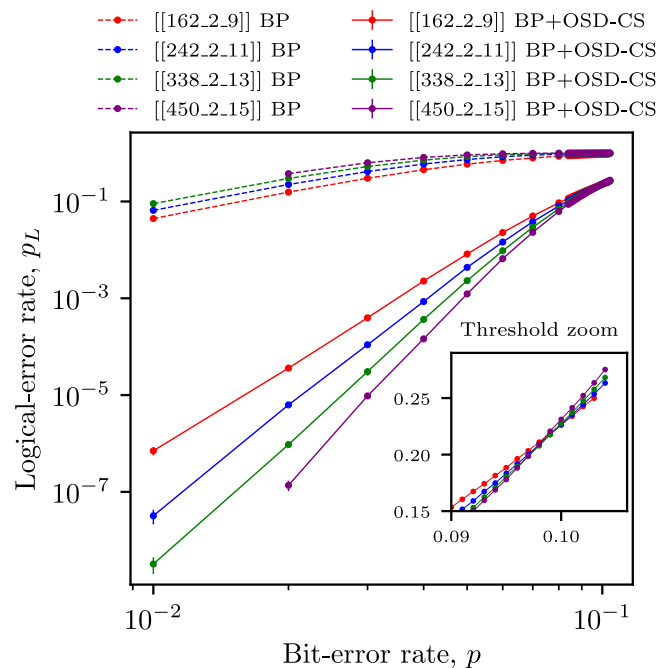 [[162_2_9]] BP
[[242_2_11]] BP
[[338_2_13]] BP
[[450_2_15]] BP
[[162_2_9]] BP+OSD-CS
[[242_2_11]] BP+OSD-CS
[[338_2_13]] BP+OSD-CS
[[450_2_15]] BP+OSD-CS
Logical-error rate, p_L
10⁻¹
10⁻³
10⁻⁵
10⁻⁷
Threshold zoom
0.25
0.20
0.15
0.09
0.10
10⁻²
10⁻¹
Bit-error rate, p